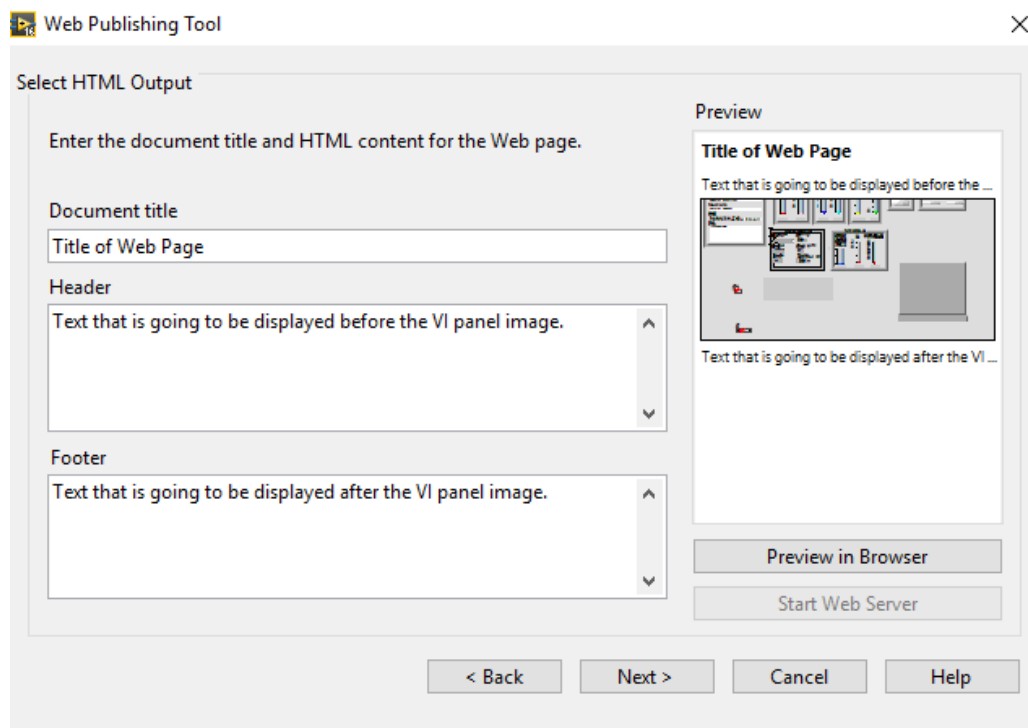 Web Publishing Tool
Select HTML Output
Enter the document title and HTML content for the Web page.
Document title
Title of Web Page
Header
Text that is going to be displayed before the VI panel image.
Footer
Text that is going to be displayed after the VI panel image.
Preview
Title of Web Page
Text that is going to be displayed before the ...
Text that is going to be displayed after the VI ...
Preview in Browser
Start Web Server
< Back
Next >
Cancel
Help